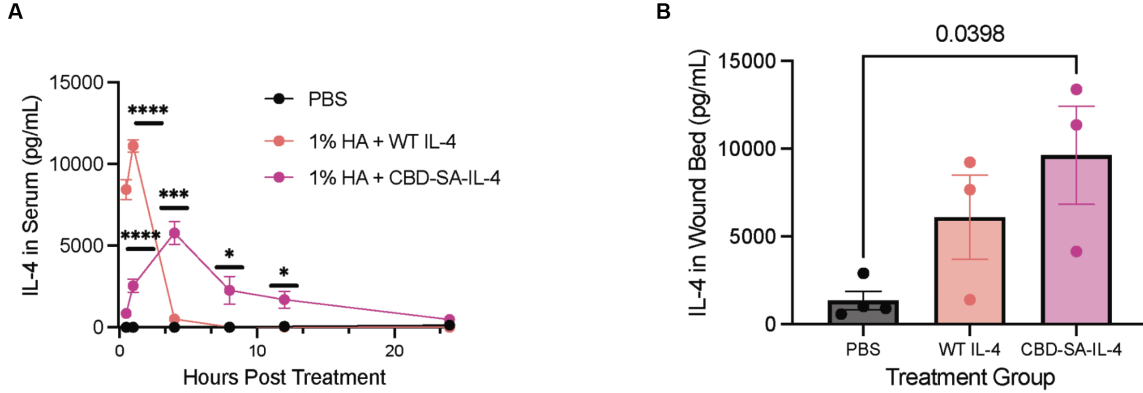 A
IL-4 in Serum (pg/mL)
15000
10000
5000
0
0
10
20
Hours Post Treatment
****
****
***
*
*
PBS
1% HA + WT IL-4
1% HA + CBD-SA-IL-4
B
IL-4 in Wound Bed (pg/mL)
15000
10000
5000
0
0.0398
PBS
WT IL-4
CBD-SA-IL-4
Treatment Group